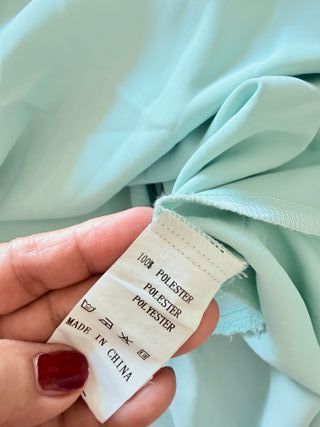 100% POLESTER
POLESTER
POLYESTER
MADE IN CHINA